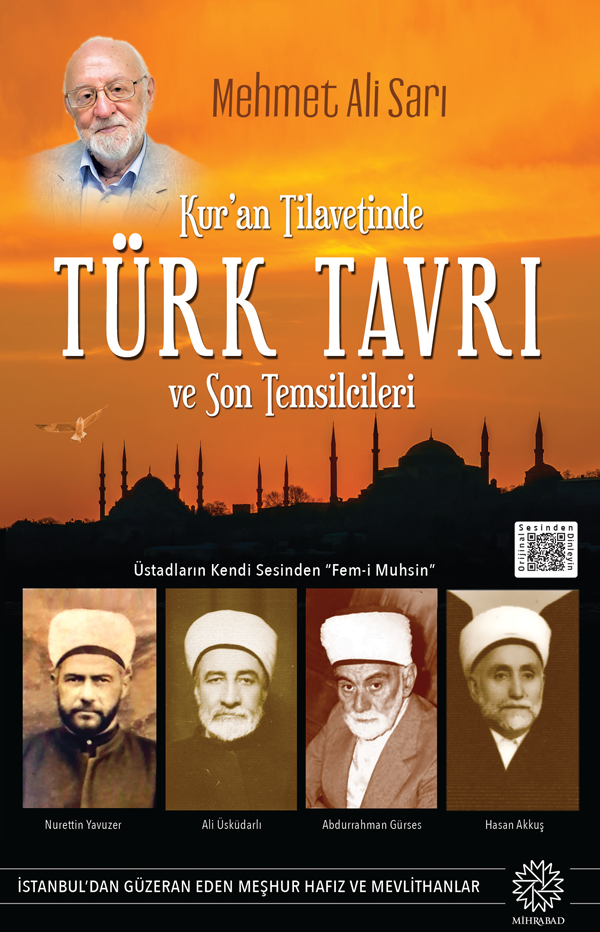 Mehmet Ali Sarı
Kur'an Tilavetinde
TÜRK TAVRI
ve Son Temsilcileri
Orijinal
Sesinden
Dinleyin
Üstadların Kendi Sesinden “Fem-i Muhsin”
Nurettin Yavuzer
Ali Üsküdarlı
Abdurrahman Gürses
Hasan Akkuş
İSTANBUL'DAN GÜZERAN EDEN MEŞHUR HAFIZ VE MEVLİTHANLAR
MİHRABAD